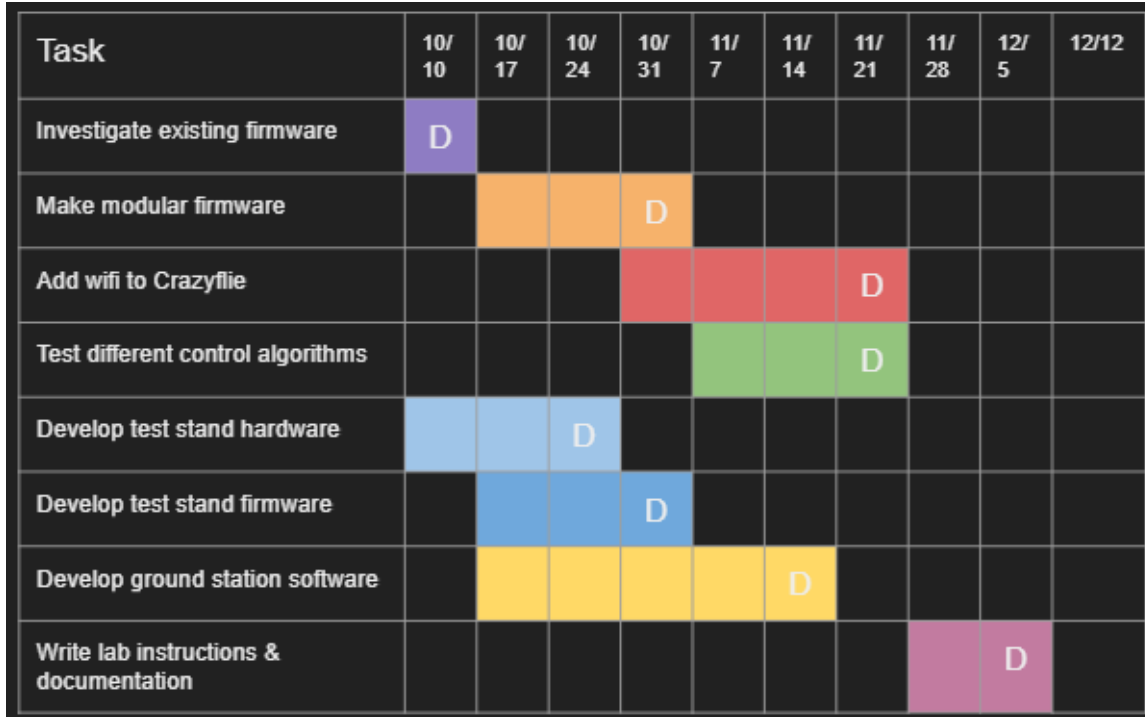 Task 10/10 10/17 10/24 10/31 11/7 11/14 11/21 11/28 12/5 12/12
Investigate existing firmware D
Make modular firmware D
Add wifi to Crazyflie D
Test different control algorithms D
Develop test stand hardware D
Develop test stand firmware D
Develop ground station software D
Write lab instructions &
documentation D